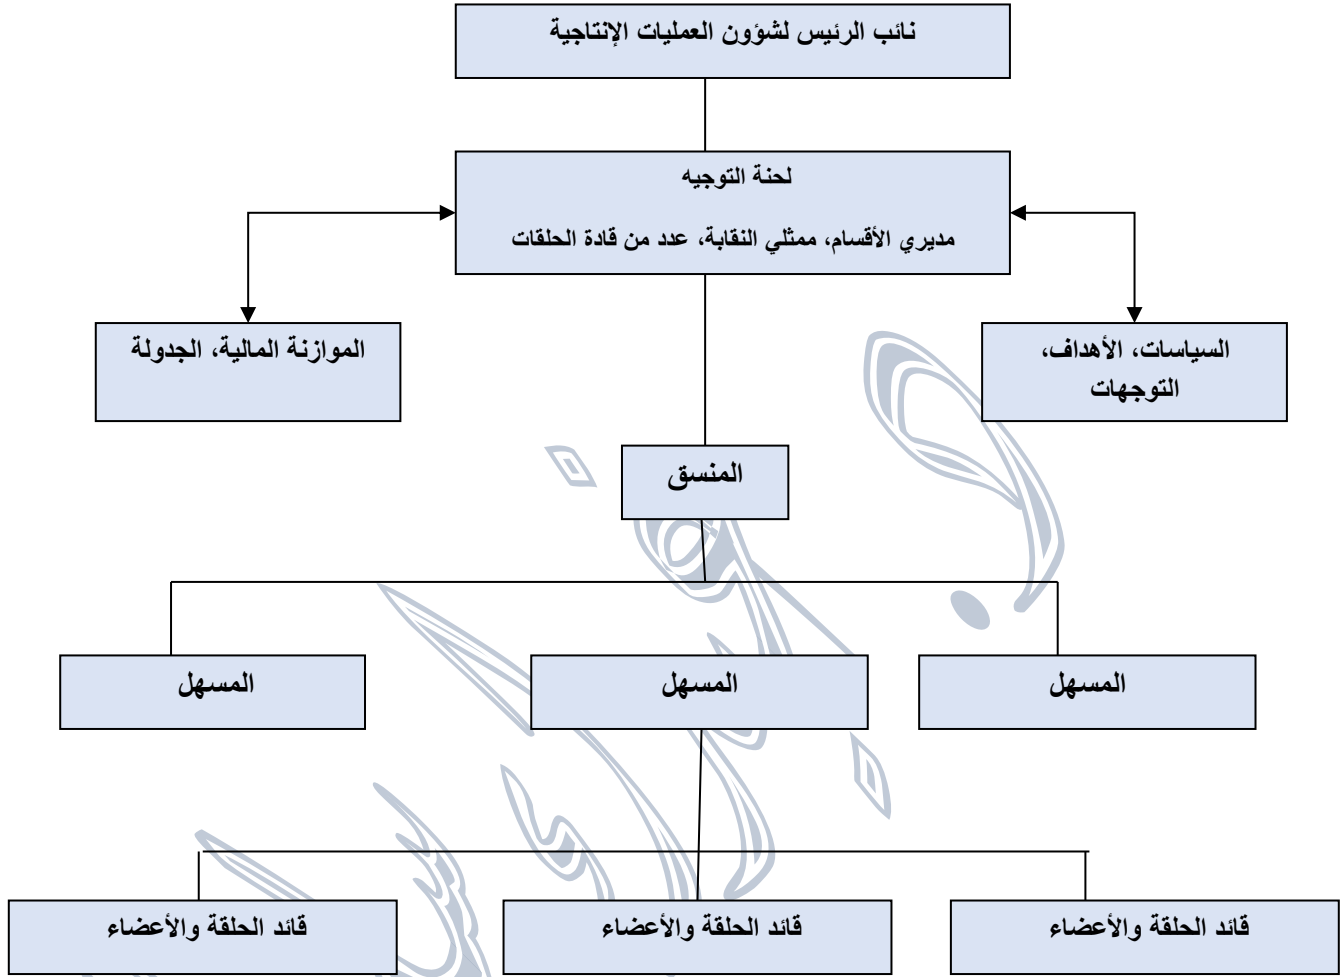 نائب الرئيس لشؤون العمليات الإنتاجية
لحنة التوجيه
مديري الأقسام، ممثلي النقابة، عدد من قادة الحلقات
السياسات، الأهداف،
التوجهات
الموازنة المالية، الجدولة
المنسق
المسهل
المسهل
المسهل
قائد الحلقة والأعضاء
قائد الحلقة والأعضاء
قائد الحلقة والأعضاء